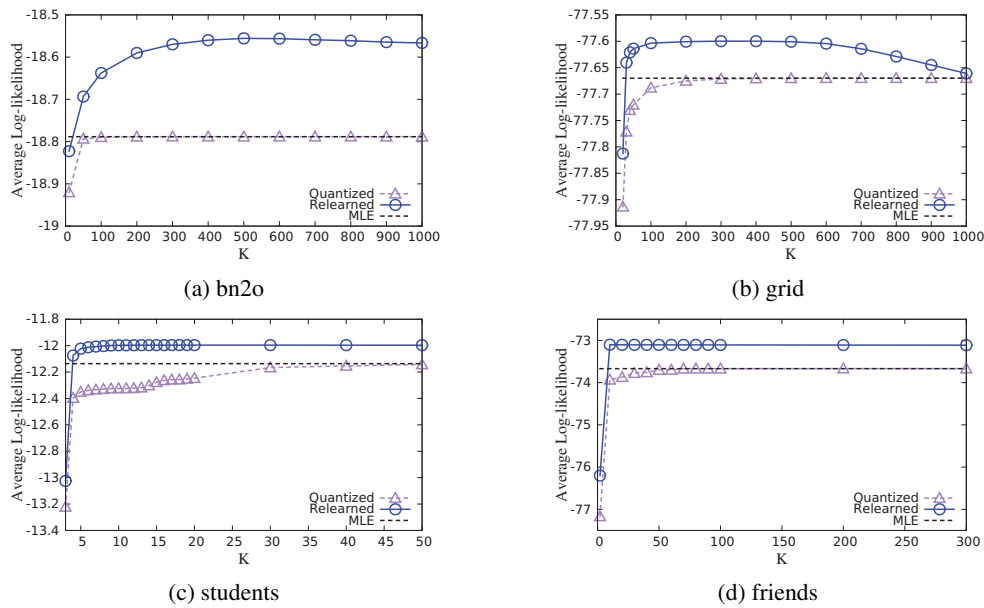 -18.5
-18.6
-18.7
-18.8
-18.9
-19
Average Log-likelihood
Quantized
Relearned
MLE
0 100 200 300 400 500 600 700 800 900 1000
K
(a) bn2o
-77.55
-77.6
-77.65
-77.7
-77.75
-77.8
-77.85
-77.9
-77.95
Average Log-likelihood
Quantized
Relearned
MLE
0 100 200 300 400 500 600 700 800 900 1000
K
(b) grid
-11.8
-12
-12.2
-12.4
-12.6
-12.8
-13
-13.2
-13.4
Average Log-likelihood
Quantized
Relearned
MLE
5 10 15 20 25 30 35 40 45 50
K
(c) students
-73
-74
-75
-76
-77
Average Log-likelihood
Quantized
Relearned
MLE
0 50 100 150 200 250 300
K
(d) friends